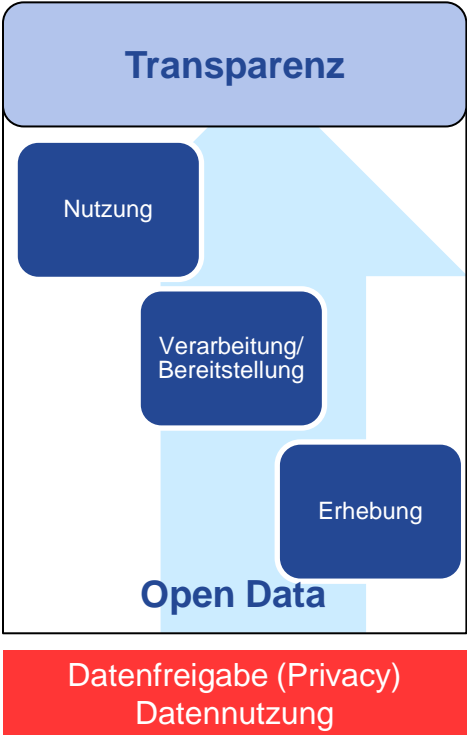 Transparenz
Nutzung
Verarbeitung/
Bereitstellung
Erhebung
Open Data
Datenfreigabe (Privacy)
Datennutzung